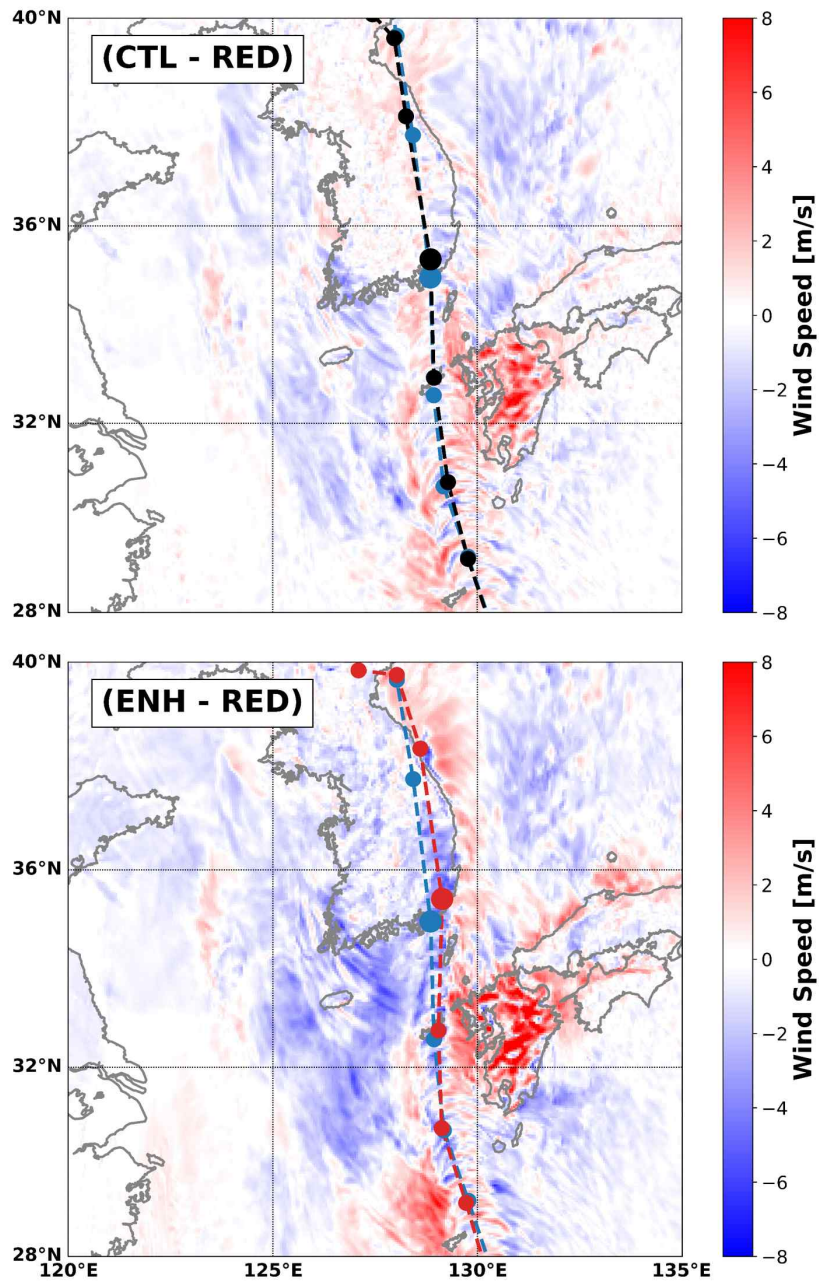 40°N
(CTL - RED)
36°N
32°N
28°N
8
6
4
2
0
−2
−4
−6
−8
Wind Speed [m/s]
40°N
(ENH - RED)
36°N
32°N
28°N
120°E
125°E
130°E
135°E
8
6
4
2
0
−2
−4
−6
−8
Wind Speed [m/s]